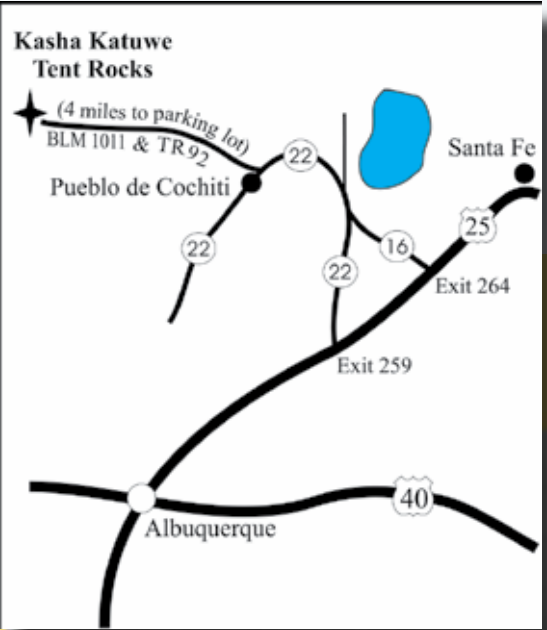 Kasha Katuwe
Tent Rocks
(4 miles to parking lot)
BLM 1011 & TR 92
22
Santa Fe
Pueblo de Cochiti
25
22
16
22
Exit 264
Exit 259
40
Albuquerque